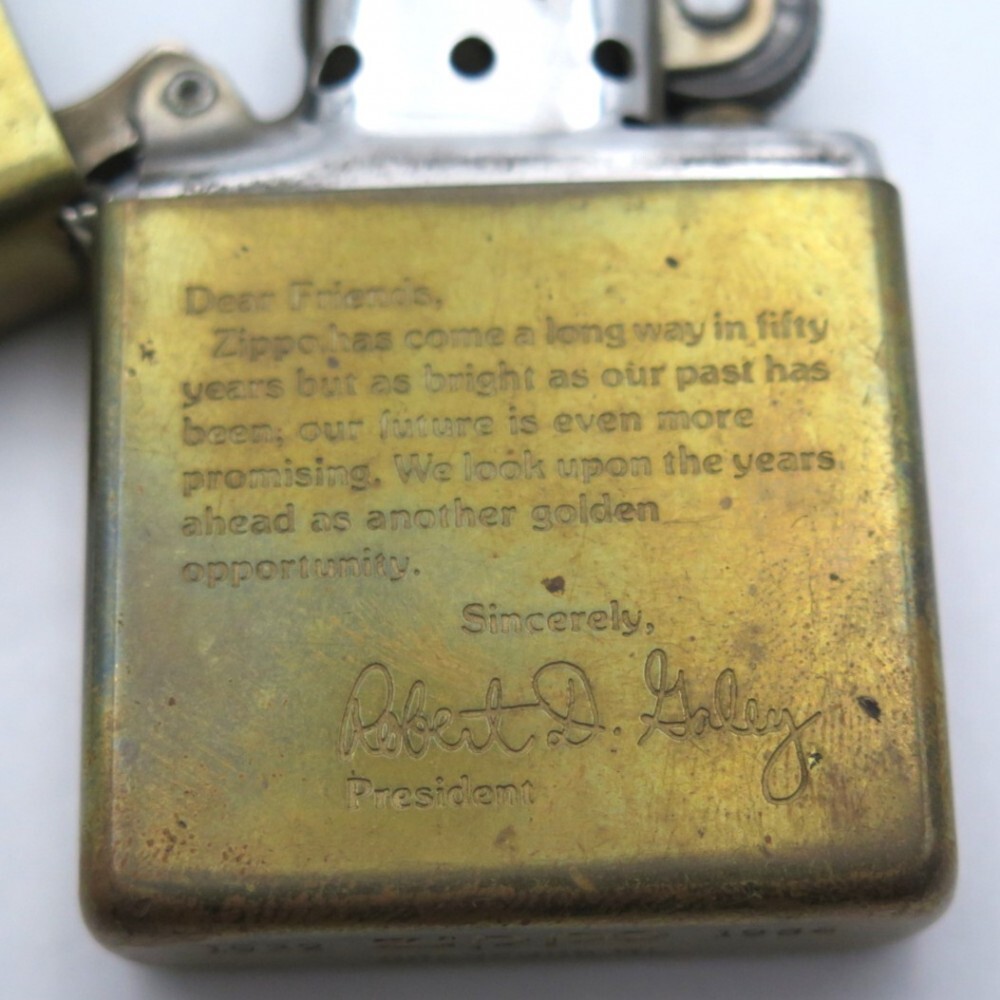 Dear Friends,
Zippo has come a long way in fifty
years but as bright as our past has
been, our future is even more
promising. We look upon the years
ahead as another golden
opportunity.
Sincerely,
Robert D. Galey
President